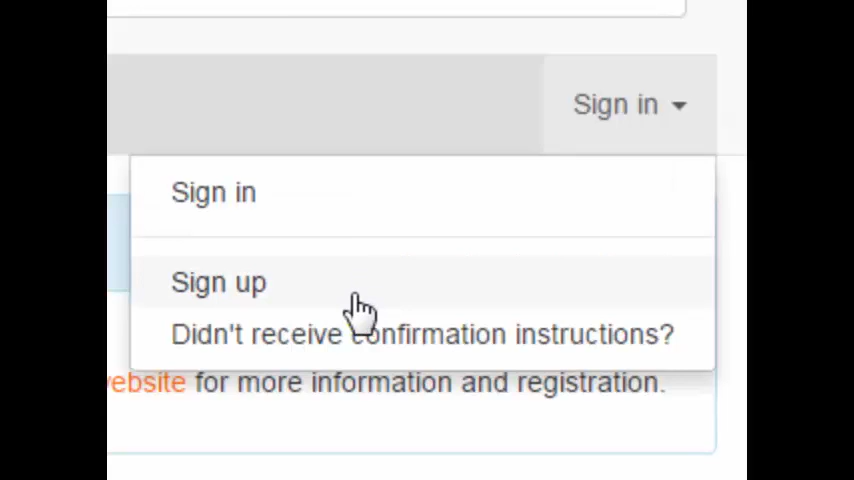 Sign in
Sign in
Sign up
Didn't receive confirmation instructions?
for more information and registration.